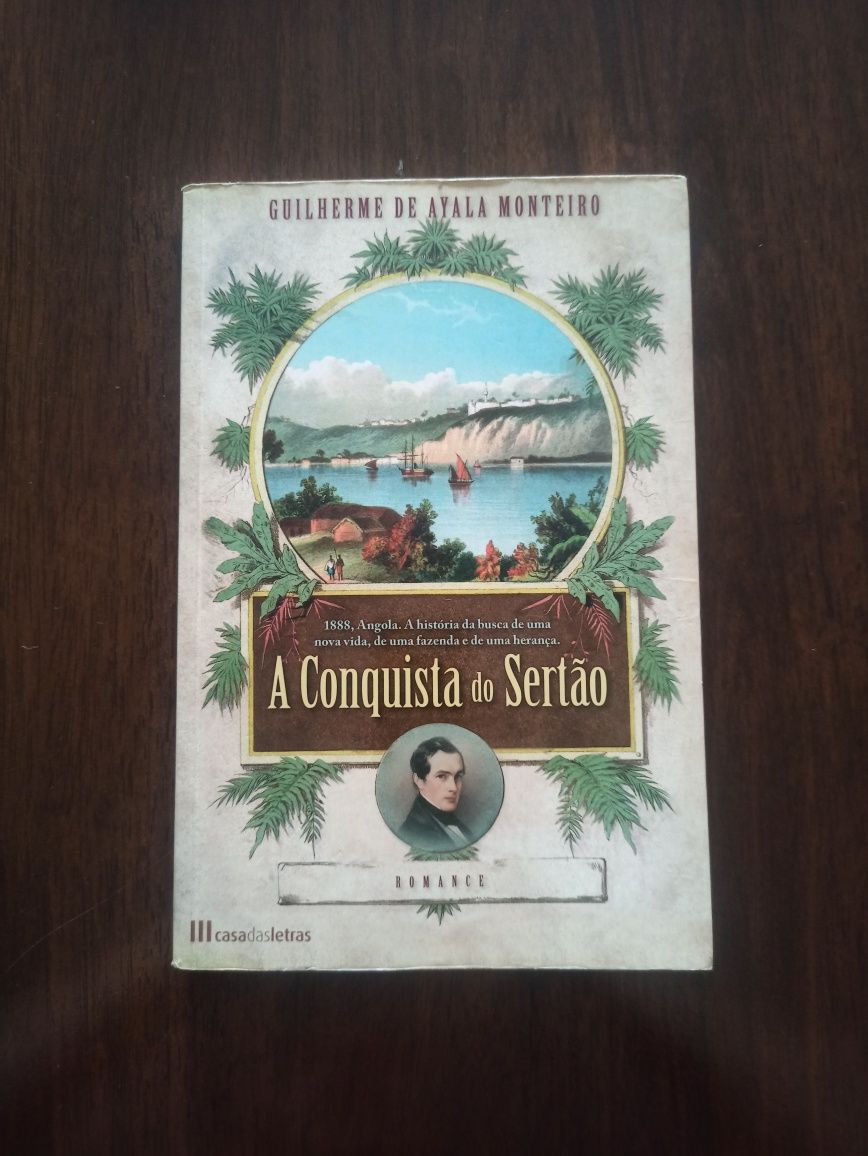 GUILHERME DE AYALA MONTEIRO
1888, Angola. A história da busca de uma
nova vida, de uma fazenda e de uma herança.
A Conquista do Sertão
ROMANCE
casadasletras